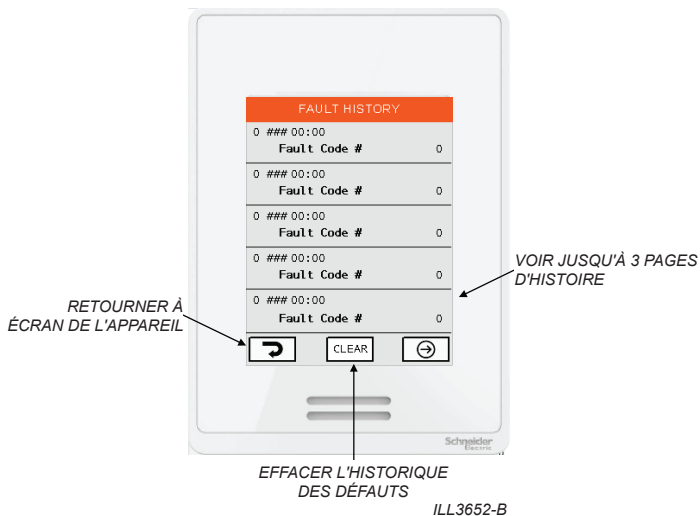 FAULT HISTORY
0 ### 00:00
Fault Code # 0
0 ### 00:00
Fault Code # 0
0 ### 00:00
Fault Code # 0
0 ### 00:00
Fault Code # 0
0 ### 00:00
Fault Code # 0
CLEAR
VOIR JUSQU'À 3 PAGES
D'HISTOIRE
RETOURNER À
ÉCRAN DE L'APPAREIL
Schneider
Electric
EFFACER L'HISTORIQUE
DES DÉFAUTS
ILL3652-B